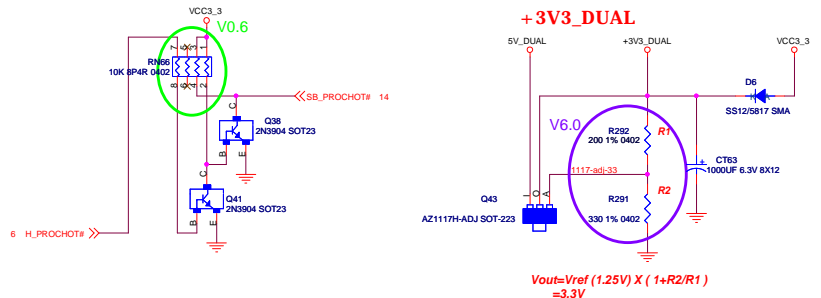 VCC3_3
V0.6
7 5 3 1
RN66
10K 8P4R 0402
8 6 4 2
SB_PROCHOT# 14
C
Q38
2N3904 SOT23
B E
C
Q41
2N3904 SOT23
B E
6 H_PROCHOT#
+3V3_DUAL
5V_DUAL
+3V3_DUAL
VCC3_3
D6
SS12/5817 SMA
V6.0
R292
200 1% 0402
R1
1117-adj-33
CT63
1000UF 6.3V 8X12
+
R2
R291
330 1% 0402
I O A
Q43
AZ1117H-ADJ SOT-223
Vout=Vref (1.25V) X ( 1+R2/R1 )
=3.3V